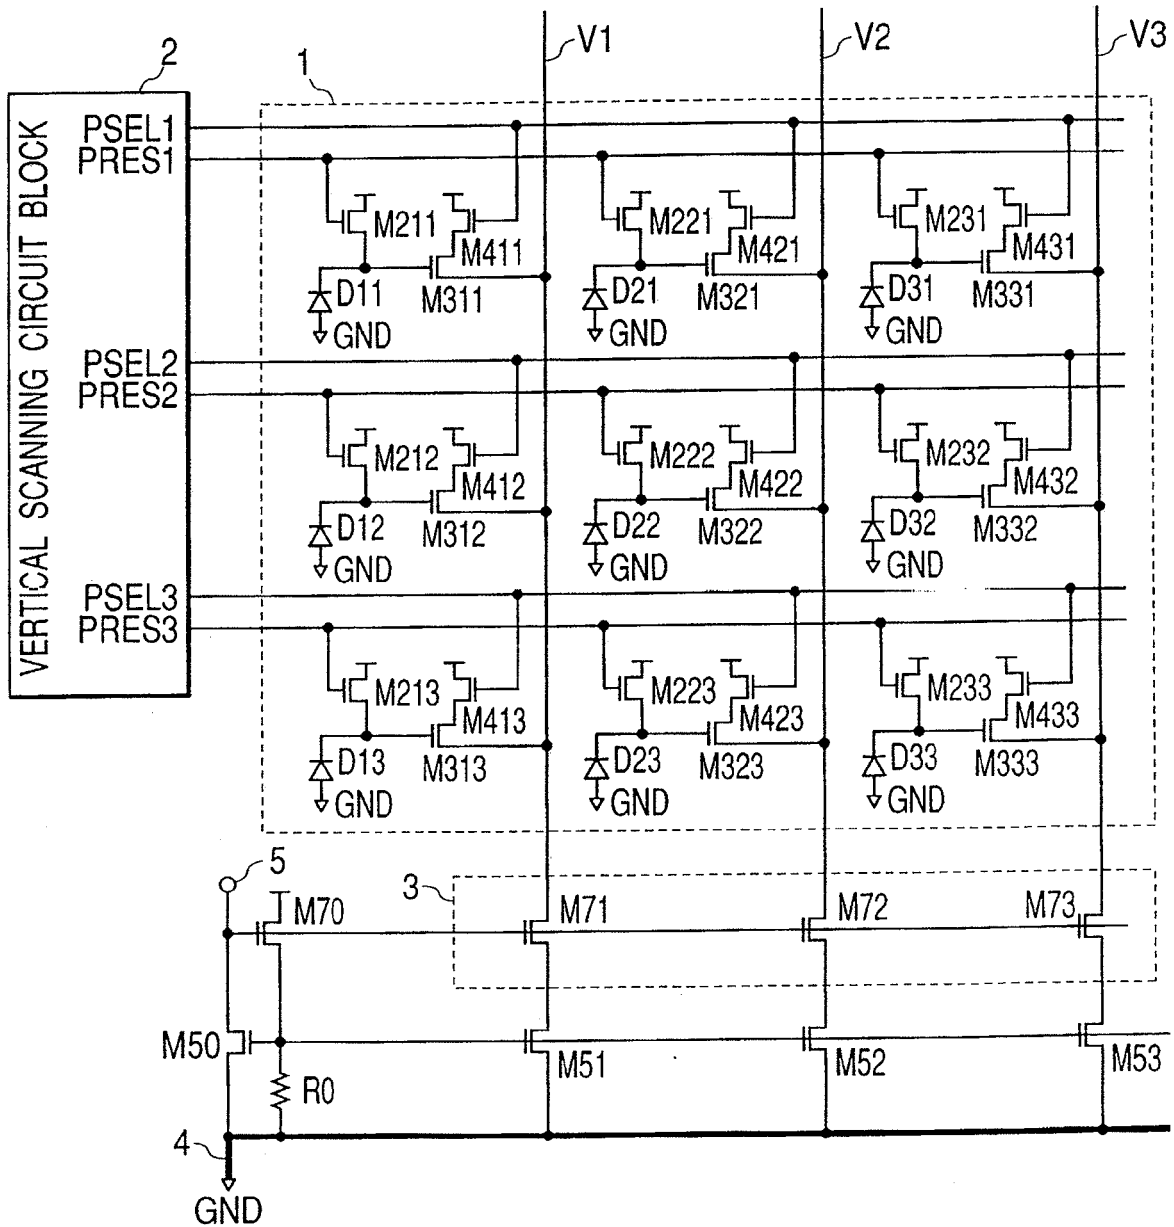 V1
V2
V3
2
1
VERTICAL SCANNING CIRCUIT BLOCK
PSEL1
PRES1
M211
M411
M221
M421
M231
M431
D11
M311
D21
M321
D31
M331
GND
GND
GND
PSEL2
PRES2
M212
M412
M222
M422
M232
M432
D12
M312
D22
M322
D32
M332
GND
GND
GND
PSEL3
PRES3
M213
M413
M223
M423
M233
M433
D13
M313
D23
M323
D33
M333
GND
GND
GND
5
3
M70
M71
M72
M73
M50
M51
M52
M53
R0
4
GND